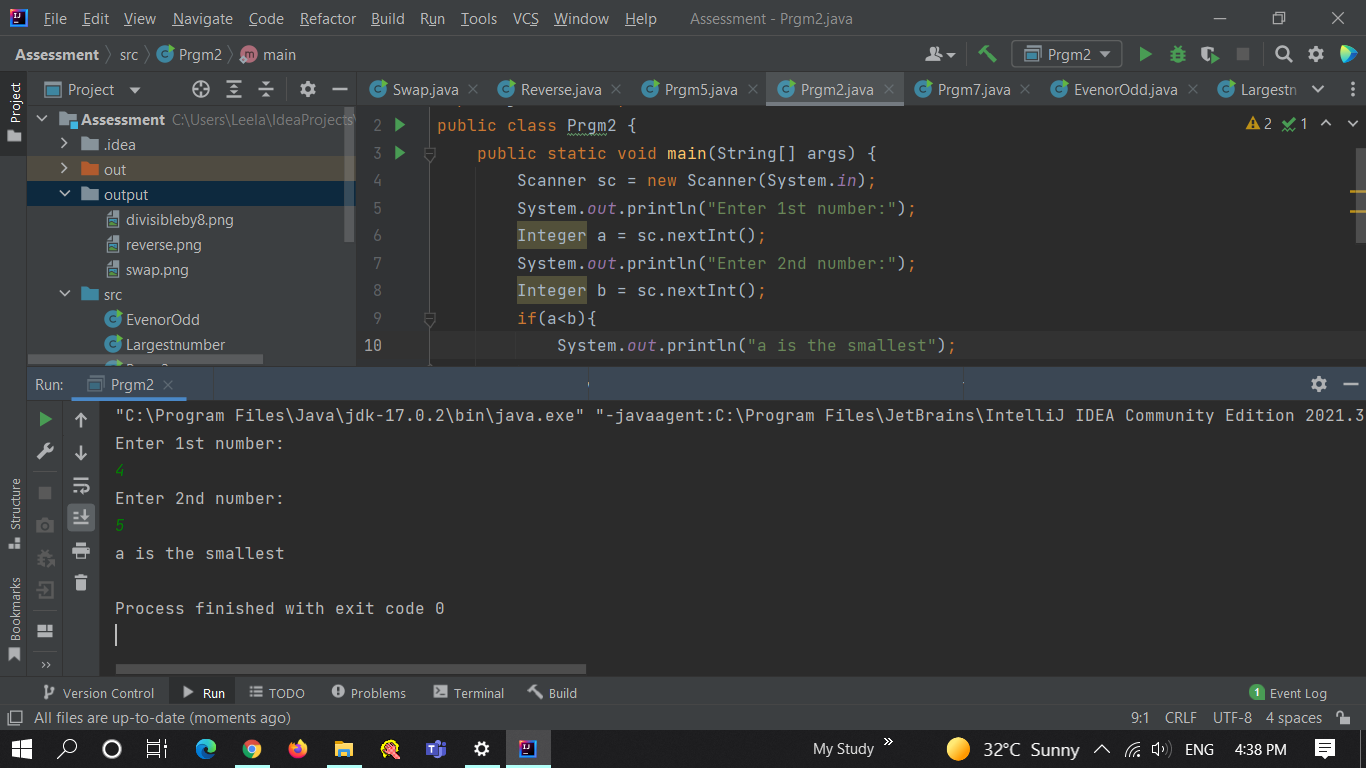 File Edit View Navigate Code Refactor Build Run Tools VCS Window Help Assessment - Prgm2.java
Assessment src Prgm2 main Prgm2
Project Swap.java Reverse.java Prgm5.java Prgm2.java Prgm7.java EvenorOdd.java Largestn
Project
Assessment C:\Users\Leela\IdeaProjects\
.idea
out
output
divisibleby8.png
reverse.png
swap.png
src
EvenorOdd
Largestnumber
2 public class Prgm2 { 2 1
3 public static void main(String[] args) {
4 Scanner sc = new Scanner(System.in);
5 System.out.println("Enter 1st number:");
6 Integer a = sc.nextInt();
7 System.out.println("Enter 2nd number:");
8 Integer b = sc.nextInt();
9 if(a<b){
10 System.out.println("a is the smallest");
Run: Prgm2
"C:\Program Files\Java\jdk-17.0.2\bin\java.exe" "-javaagent:C:\Program Files\JetBrains\IntelliJ IDEA Community Edition 2021.3
Enter 1st number:
4
Enter 2nd number:
5
a is the smallest
Process finished with exit code 0
Structure
Bookmarks
Version Control Run TODO Problems Terminal Build 1 Event Log
All files are up-to-date (moments ago) 9:1 CRLF UTF-8 4 spaces
My Study » 32°C Sunny ENG 4:38 PM